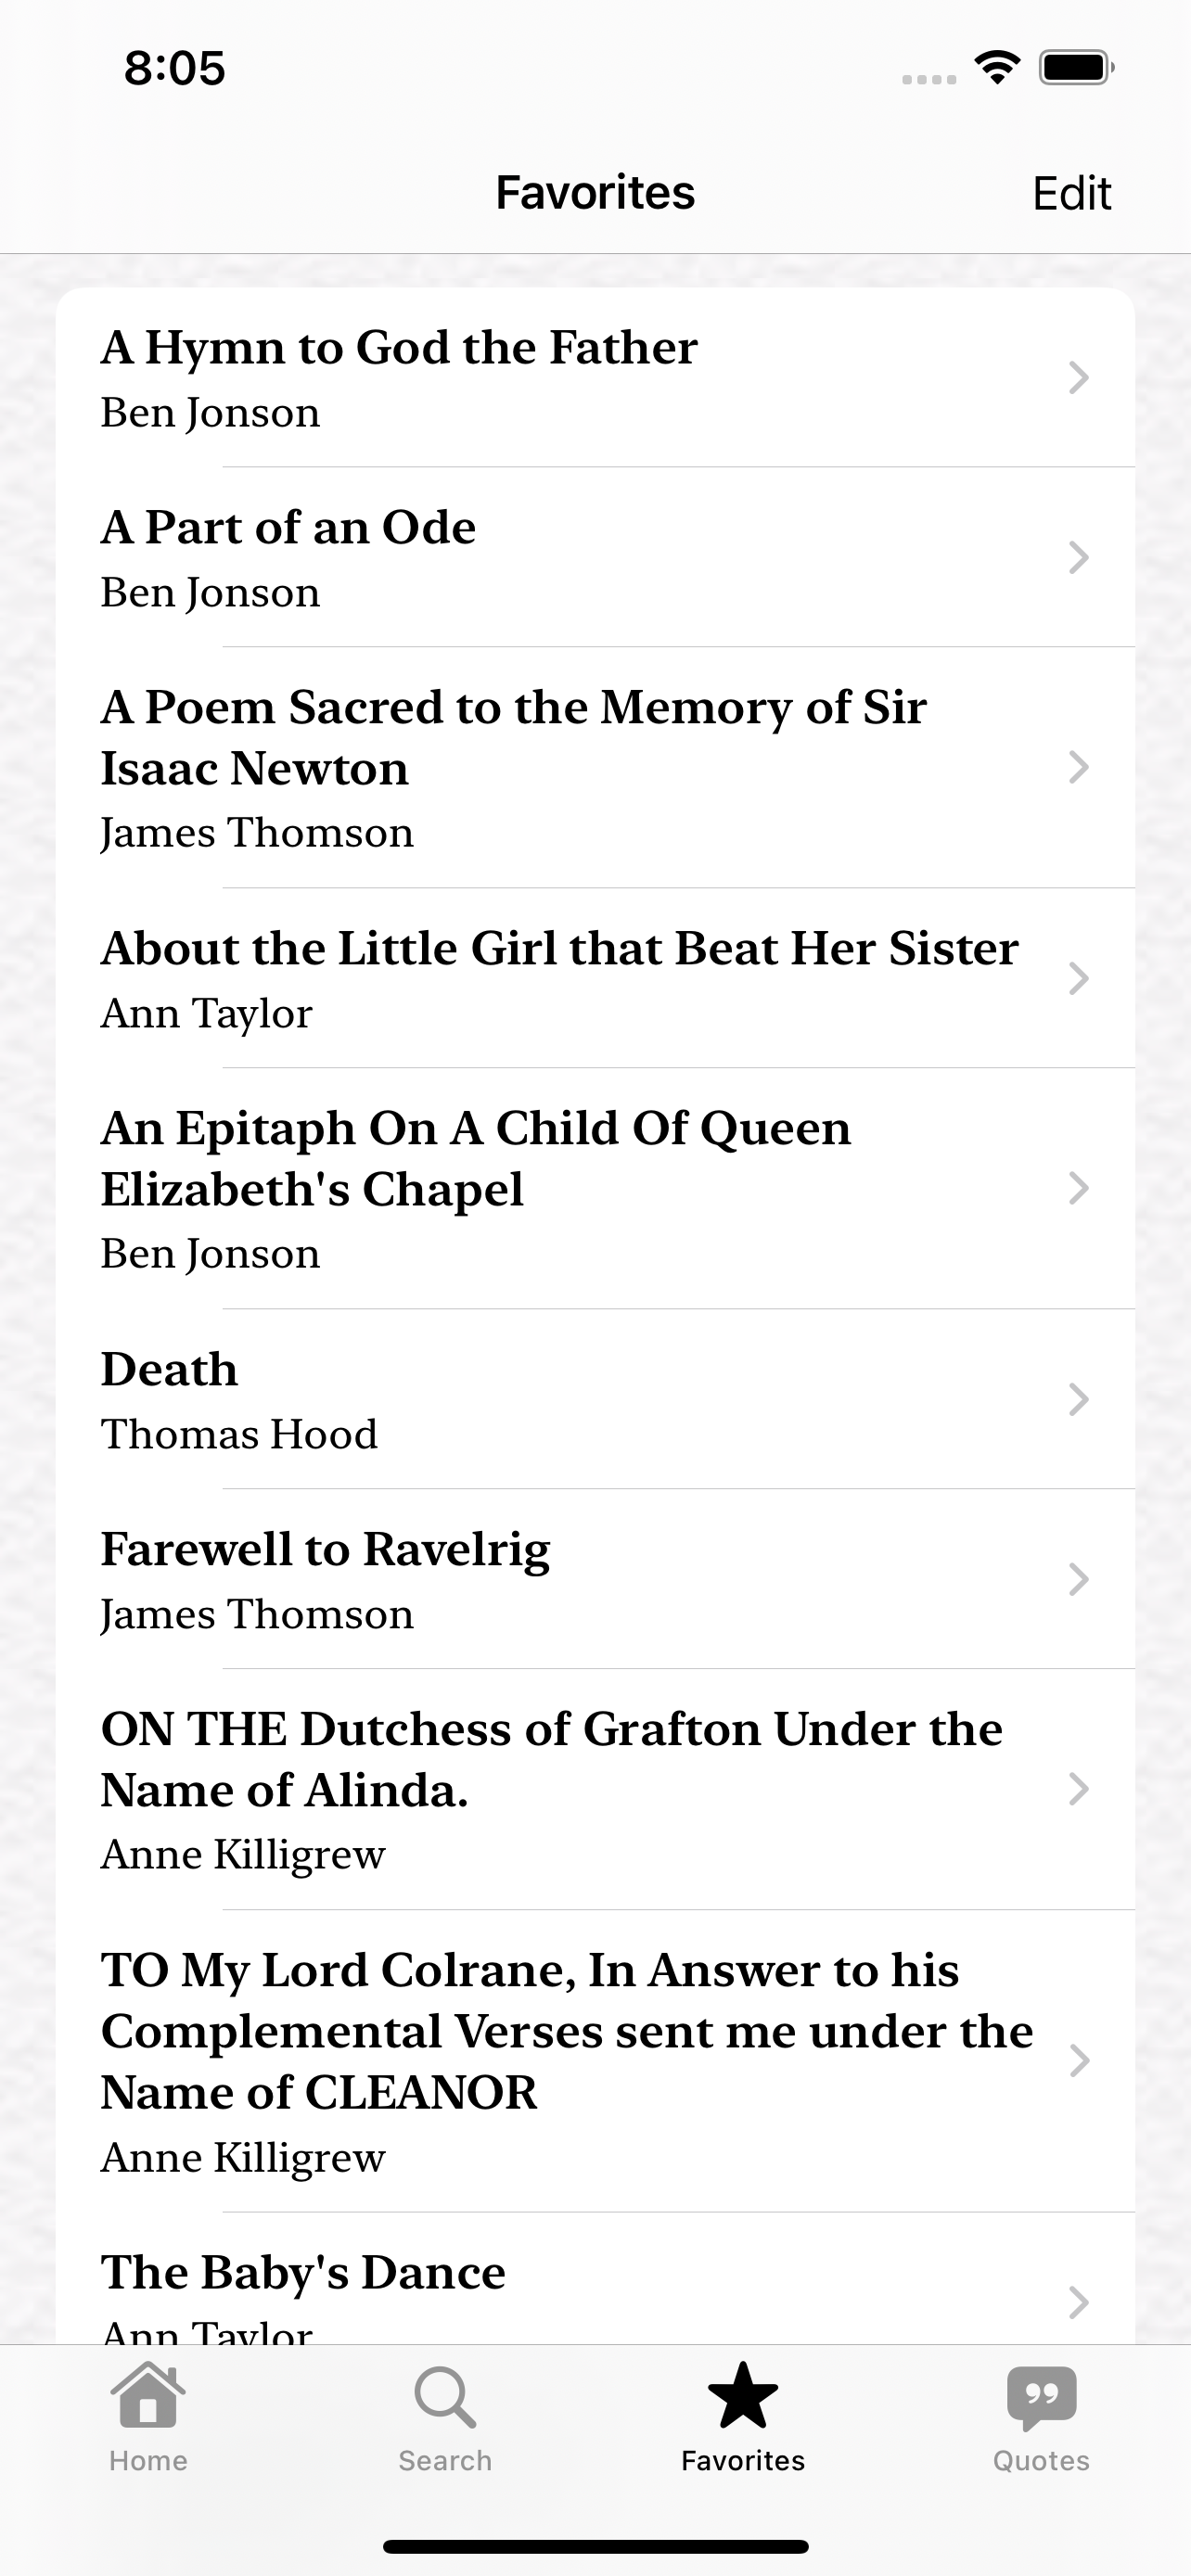 8:05
Favorites
Edit
A Hymn to God the Father
Ben Jonson
A Part of an Ode
Ben Jonson
A Poem Sacred to the Memory of Sir
Isaac Newton
James Thomson
About the Little Girl that Beat Her Sister
Ann Taylor
An Epitaph On A Child Of Queen
Elizabeth's Chapel
Ben Jonson
Death
Thomas Hood
Farewell to Ravelrig
James Thomson
ON THE Dutchess of Grafton Under the
Name of Alinda.
Anne Killigrew
TO My Lord Colrane, In Answer to his
Complemental Verses sent me under the
Name of CLEANOR
Anne Killigrew
The Baby's Dance
Ann Taylor
Home
Search
Favorites
Quotes